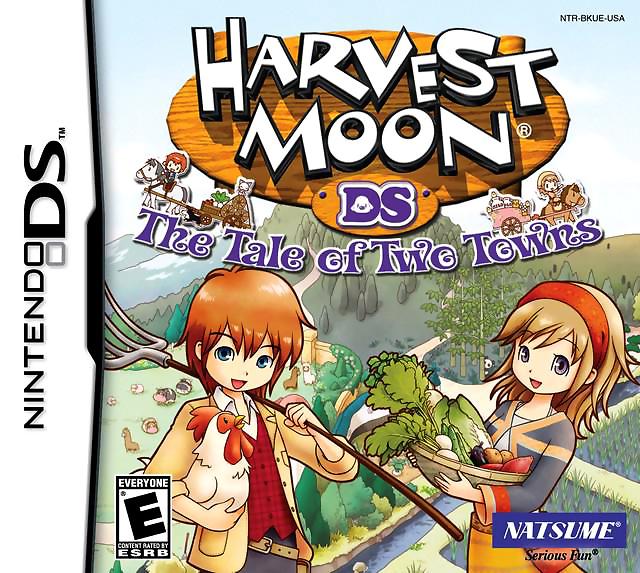 NTR-BKUE-USA
HARVEST
MOON®
DS
The Tale of Two Towns
NINTENDO DS™
EVERYONE
E®
CONTENT RATED BY
ESRB
NATSUME®
Serious Fun®